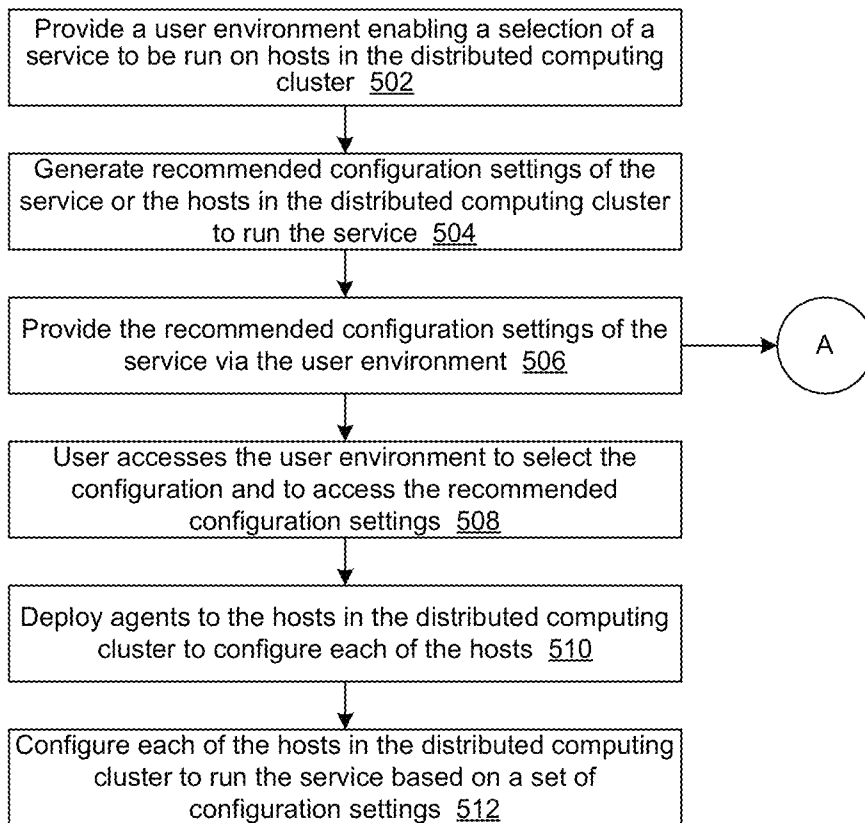 Provide a user environment enabling a selection of a
service to be run on hosts in the distributed computing
cluster 502
Generate recommended configuration settings of the
service or the hosts in the distributed computing cluster
to run the service 504
Provide the recommended configuration settings of the
service via the user environment 506
A
User accesses the user environment to select the
configuration and to access the recommended
configuration settings 508
Deploy agents to the hosts in the distributed computing
cluster to configure each of the hosts 510
Configure each of the hosts in the distributed computing
cluster to run the service based on a set of
configuration settings 512